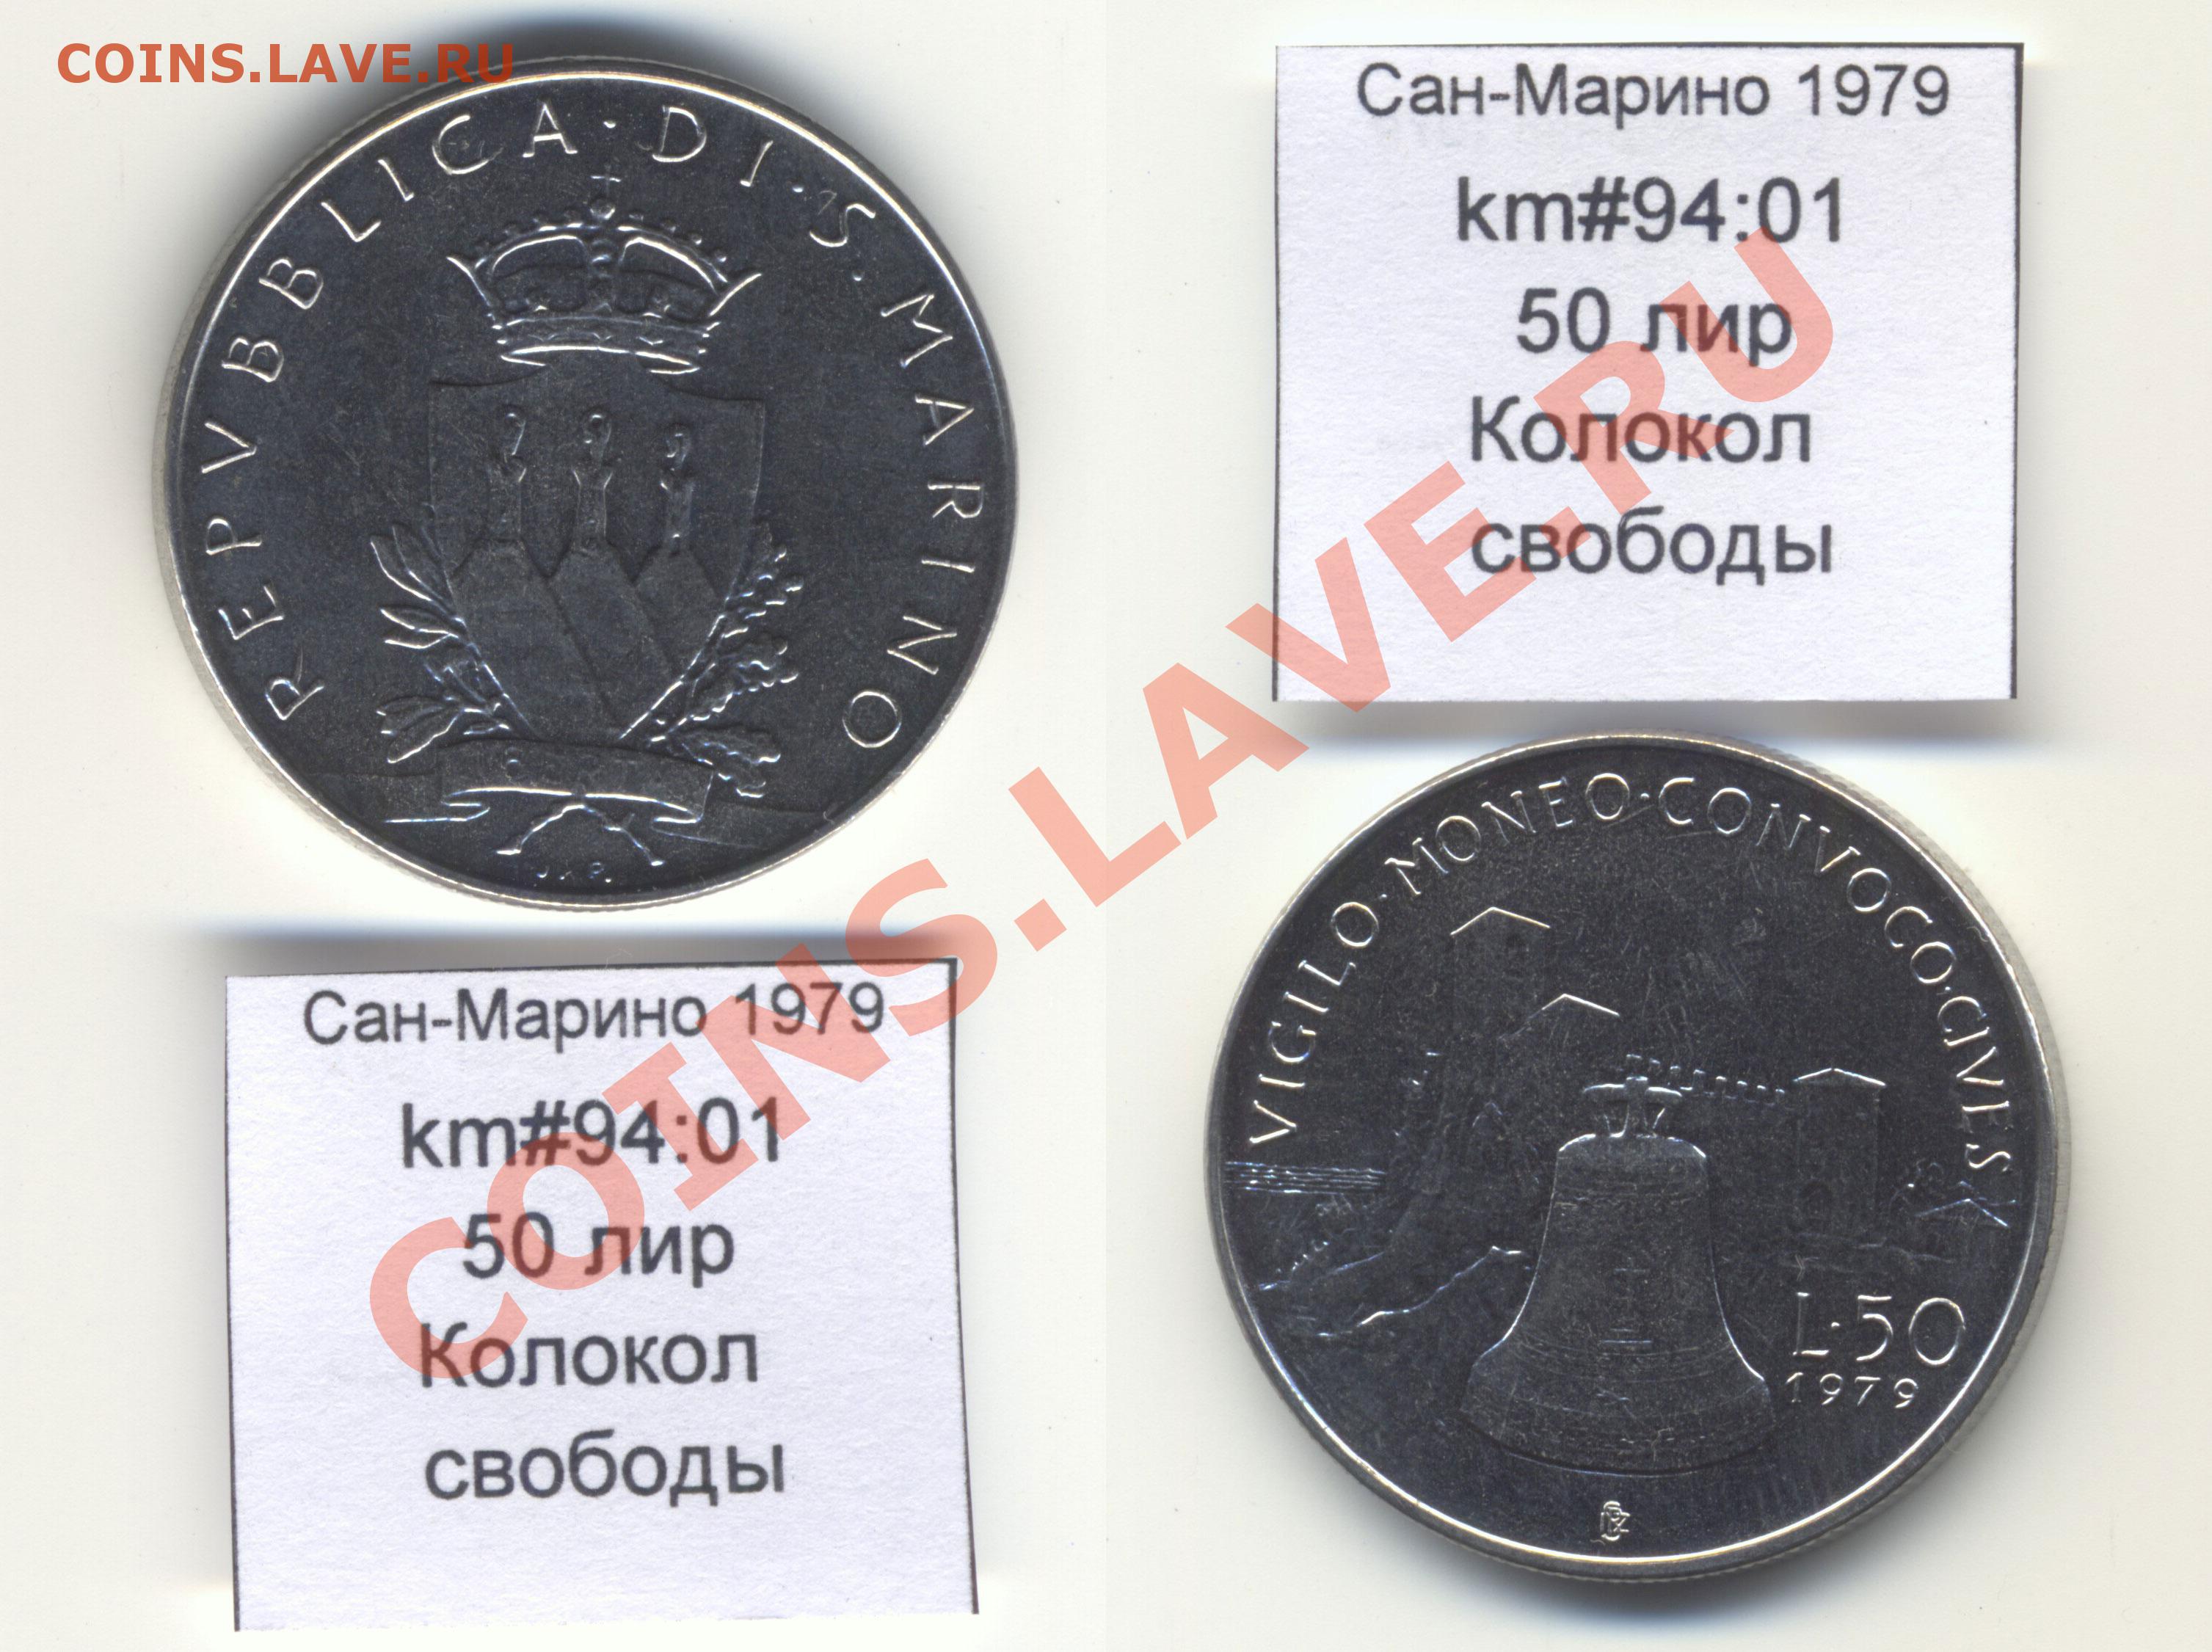 COINS.LAVE.RU
REPVBBLICA · DI · S · MARINO
Сан-Марино 1979
km#94:01
50 лир
Колокол
свободы
COINS.LAVE.RU
Сан-Марино 1979
km#94:01
50 лир
Колокол
свободы
VIGILO · MONEO · CONVOCO · CIVES
L·50
1979